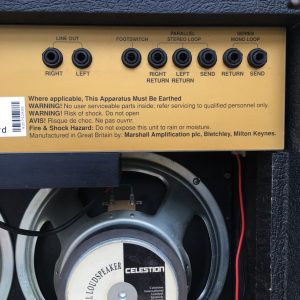 LINE OUT
FOOTSWITCH
PARALLEL
STEREO LOOP
SERIES
MONO LOOP
RIGHT
LEFT
RIGHT
RETURN
LEFT
RETURN
SEND
RETURN
SEND
Where applicable, This Apparatus Must Be Earthed
WARNING! No user serviceable parts inside; refer servicing to qualified personnel only.
WARNING! Risk of shock. Do not open
AVIS! Risque de choc. Ne pas ouvrir.
Fire & Shock Hazard: Do not expose this unit to rain or moisture.
Manufactured in Great Britain by: Marshall Amplification plc, Bletchley, Milton Keynes.
rd
LOUDSPEAKER
CELESTION